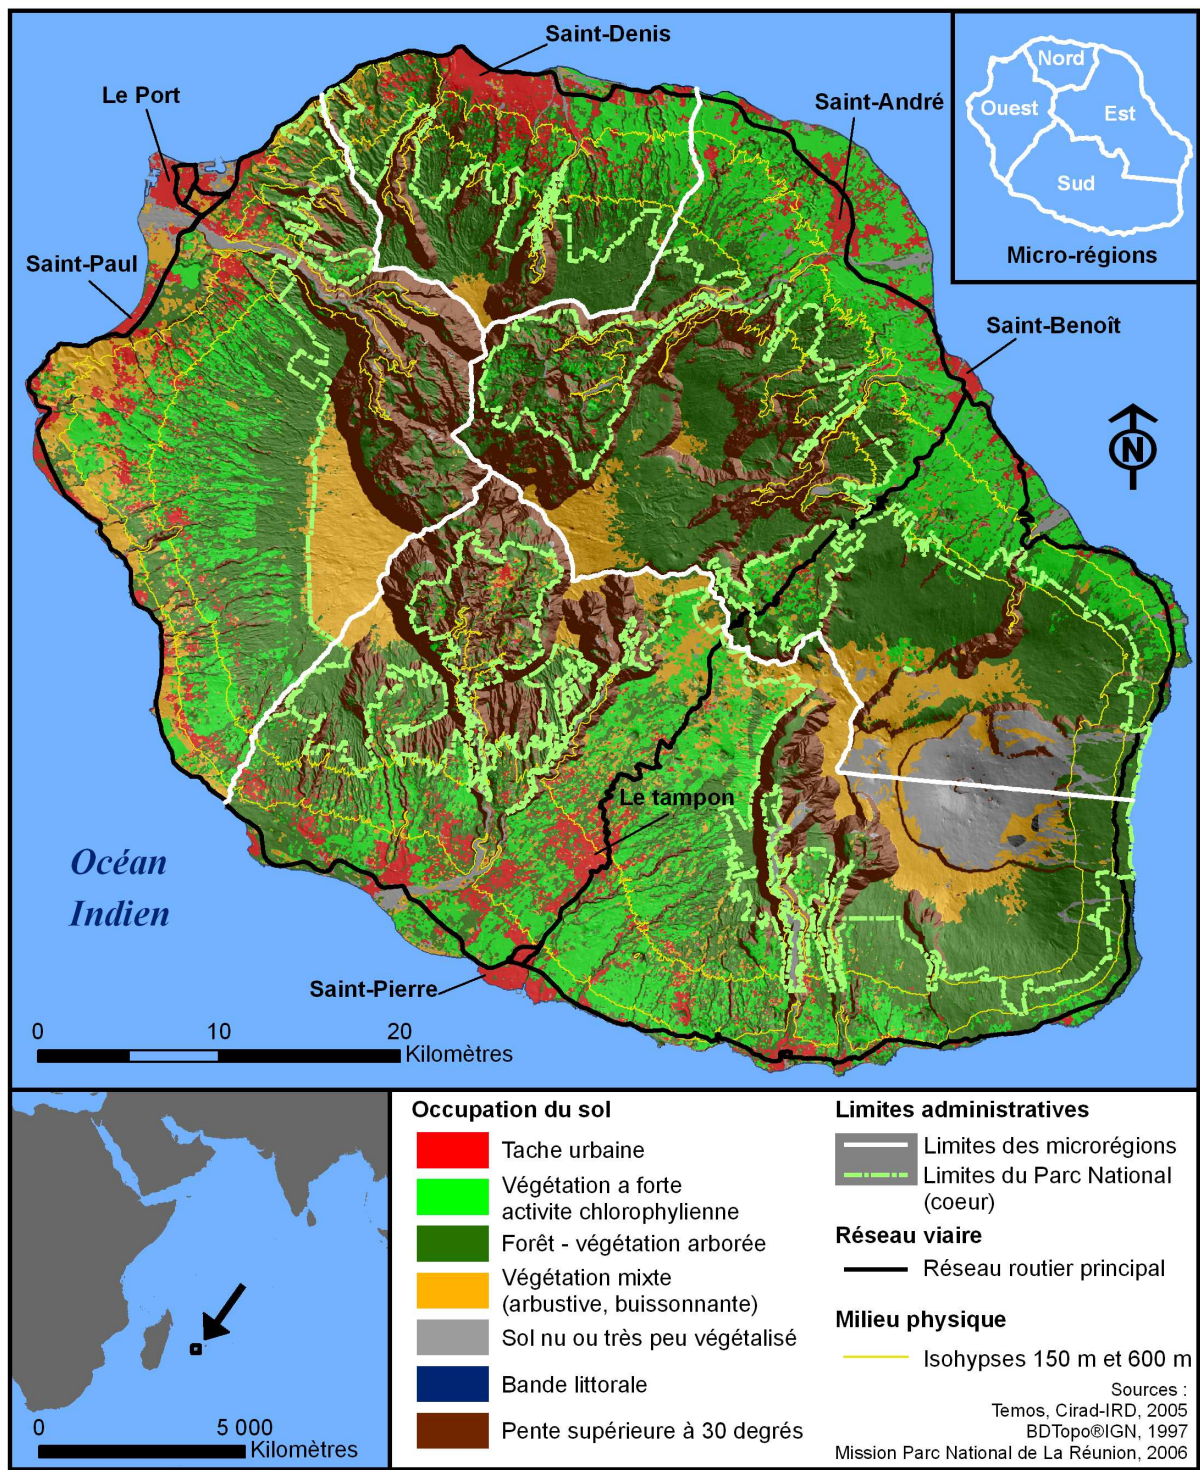 Saint-Denis
Le Port
Saint-André
Saint-Paul
Saint-Benoît
Nord
Ouest
Est
Sud
Micro-régions
N
Le tampon
Océan
Indien
Saint-Pierre
0 10 20
Kilomètres
0 5 000
Kilomètres
Occupation du sol
Tache urbaine
Végétation a forte
activite chlorophylienne
Forêt - végétation arborée
Végétation mixte
(arbustive, buissonnante)
Sol nu ou très peu végétalisé
Bande littorale
Pente supérieure à 30 degrés
Limites administratives
Limites des microrégions
Limites du Parc National
(coeur)
Réseau viaire
Réseau routier principal
Milieu physique
Isohypses 150 m et 600 m
Sources :
Temos, Cirad-IRD, 2005
BDTopo®IGN, 1997
Mission Parc National de La Réunion, 2006